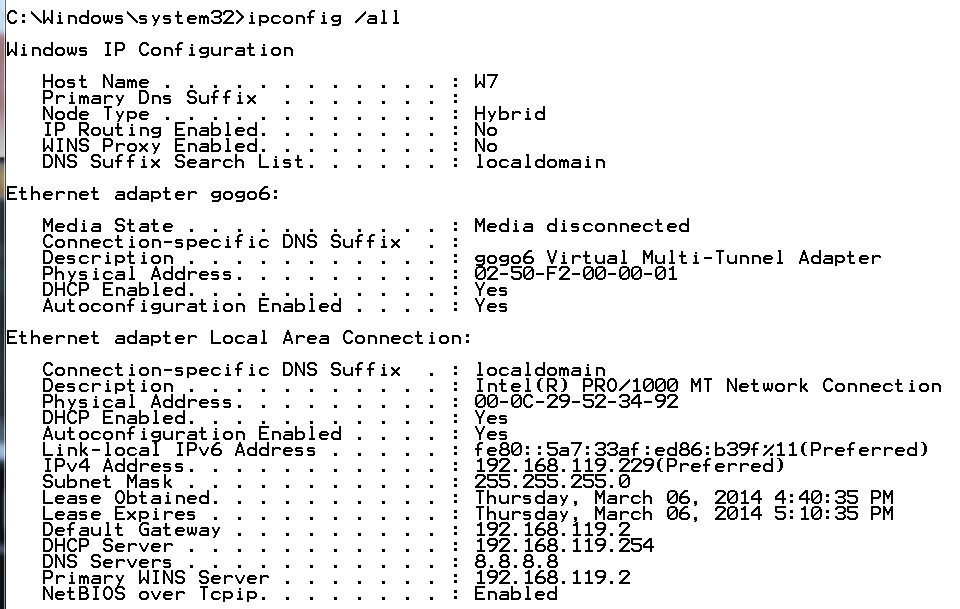 C:\Windows\system32>ipconfig /all
Windows IP Configuration
Host Name . . . . . . . . . . . . : W7
Primary Dns Suffix  . . . . . . . :
Node Type . . . . . . . . . . . . : Hybrid
IP Routing Enabled. . . . . . . . : No
WINS Proxy Enabled. . . . . . . . : No
DNS Suffix Search List. . . . . . : localdomain
Ethernet adapter gogo6:
Media State . . . . . . . . . . . : Media disconnected
Connection-specific DNS Suffix  . :
Description . . . . . . . . . . . : gogo6 Virtual Multi-Tunnel Adapter
Physical Address. . . . . . . . . : 02-50-F2-00-00-01
DHCP Enabled. . . . . . . . . . . : Yes
Autoconfiguration Enabled . . . . : Yes
Ethernet adapter Local Area Connection:
Connection-specific DNS Suffix  . : localdomain
Description . . . . . . . . . . . : Intel(R) PRO/1000 MT Network Connection
Physical Address. . . . . . . . . : 00-0C-29-52-34-92
DHCP Enabled. . . . . . . . . . . : Yes
Autoconfiguration Enabled . . . . : Yes
Link-local IPv6 Address . . . . . : fe80::5a7:33af:ed86:b39f%11(Preferred)
IPv4 Address. . . . . . . . . . . : 192.168.119.229(Preferred)
Subnet Mask . . . . . . . . . . . : 255.255.255.0
Lease Obtained. . . . . . . . . . : Thursday, March 06, 2014 4:40:35 PM
Lease Expires . . . . . . . . . . : Thursday, March 06, 2014 5:10:35 PM
Default Gateway . . . . . . . . . : 192.168.119.2
DHCP Server . . . . . . . . . . . : 192.168.119.254
DNS Servers . . . . . . . . . . . : 8.8.8.8
Primary WINS Server . . . . . . . : 192.168.119.2
NetBIOS over Tcpip. . . . . . . . : Enabled